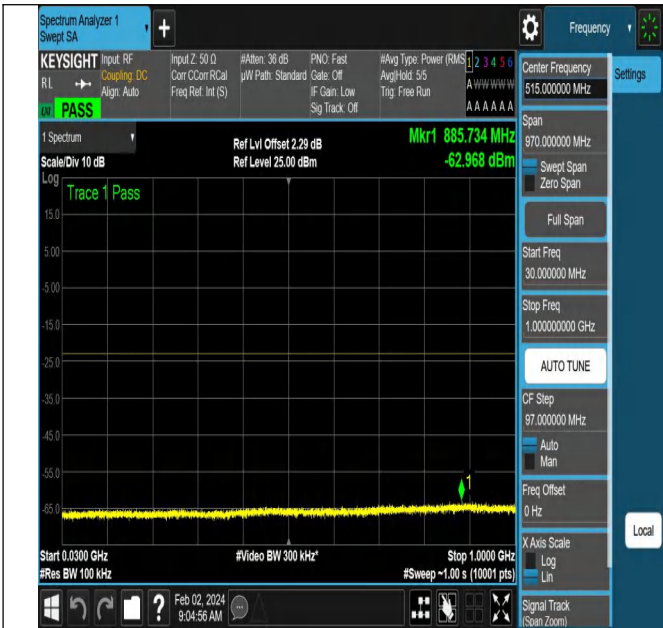 Spectrum Analyzer 1
Swept SA
Frequency
KEYSIGHT
RL
Input: RF
Coupling: DC
Align: Auto
Input Z: 50 Ω
Corr CCorr RCal
Freq Ref: Int (S)
#Atten: 36 dB
µW Path: Standard
PNO: Fast
Gate: Off
IF Gain: Low
Sig Track: Off
#Avg Type: Power (RMS
Avg|Hold: 5/5
Trig: Free Run
1 2 3 4 5 6
A W W W W W
A A A A A A
PASS
1 Spectrum
Scale/Div 10 dB
Ref Lvl Offset 2.29 dB
Ref Level 25.00 dBm
Mkr1 885.734 MHz
-62.968 dBm
Log
Trace 1 Pass
15.0
5.00
-5.00
-15.0
-25.0
-35.0
-45.0
-55.0
-65.0
1
Start 0.0300 GHz
#Res BW 100 kHz
#Video BW 300 kHz*
Stop 1.0000 GHz
#Sweep ~1.00 s (10001 pts)
Feb 02, 2024
9:04:56 AM
Center Frequency
515.000000 MHz
Settings
Span
970.000000 MHz
Swept Span
Zero Span
Full Span
Start Freq
30.000000 MHz
Stop Freq
1.000000000 GHz
AUTO TUNE
CF Step
97.000000 MHz
Auto
Man
Freq Offset
0 Hz
X Axis Scale
Log
Lin
Local
Signal Track
(Span Zoom)